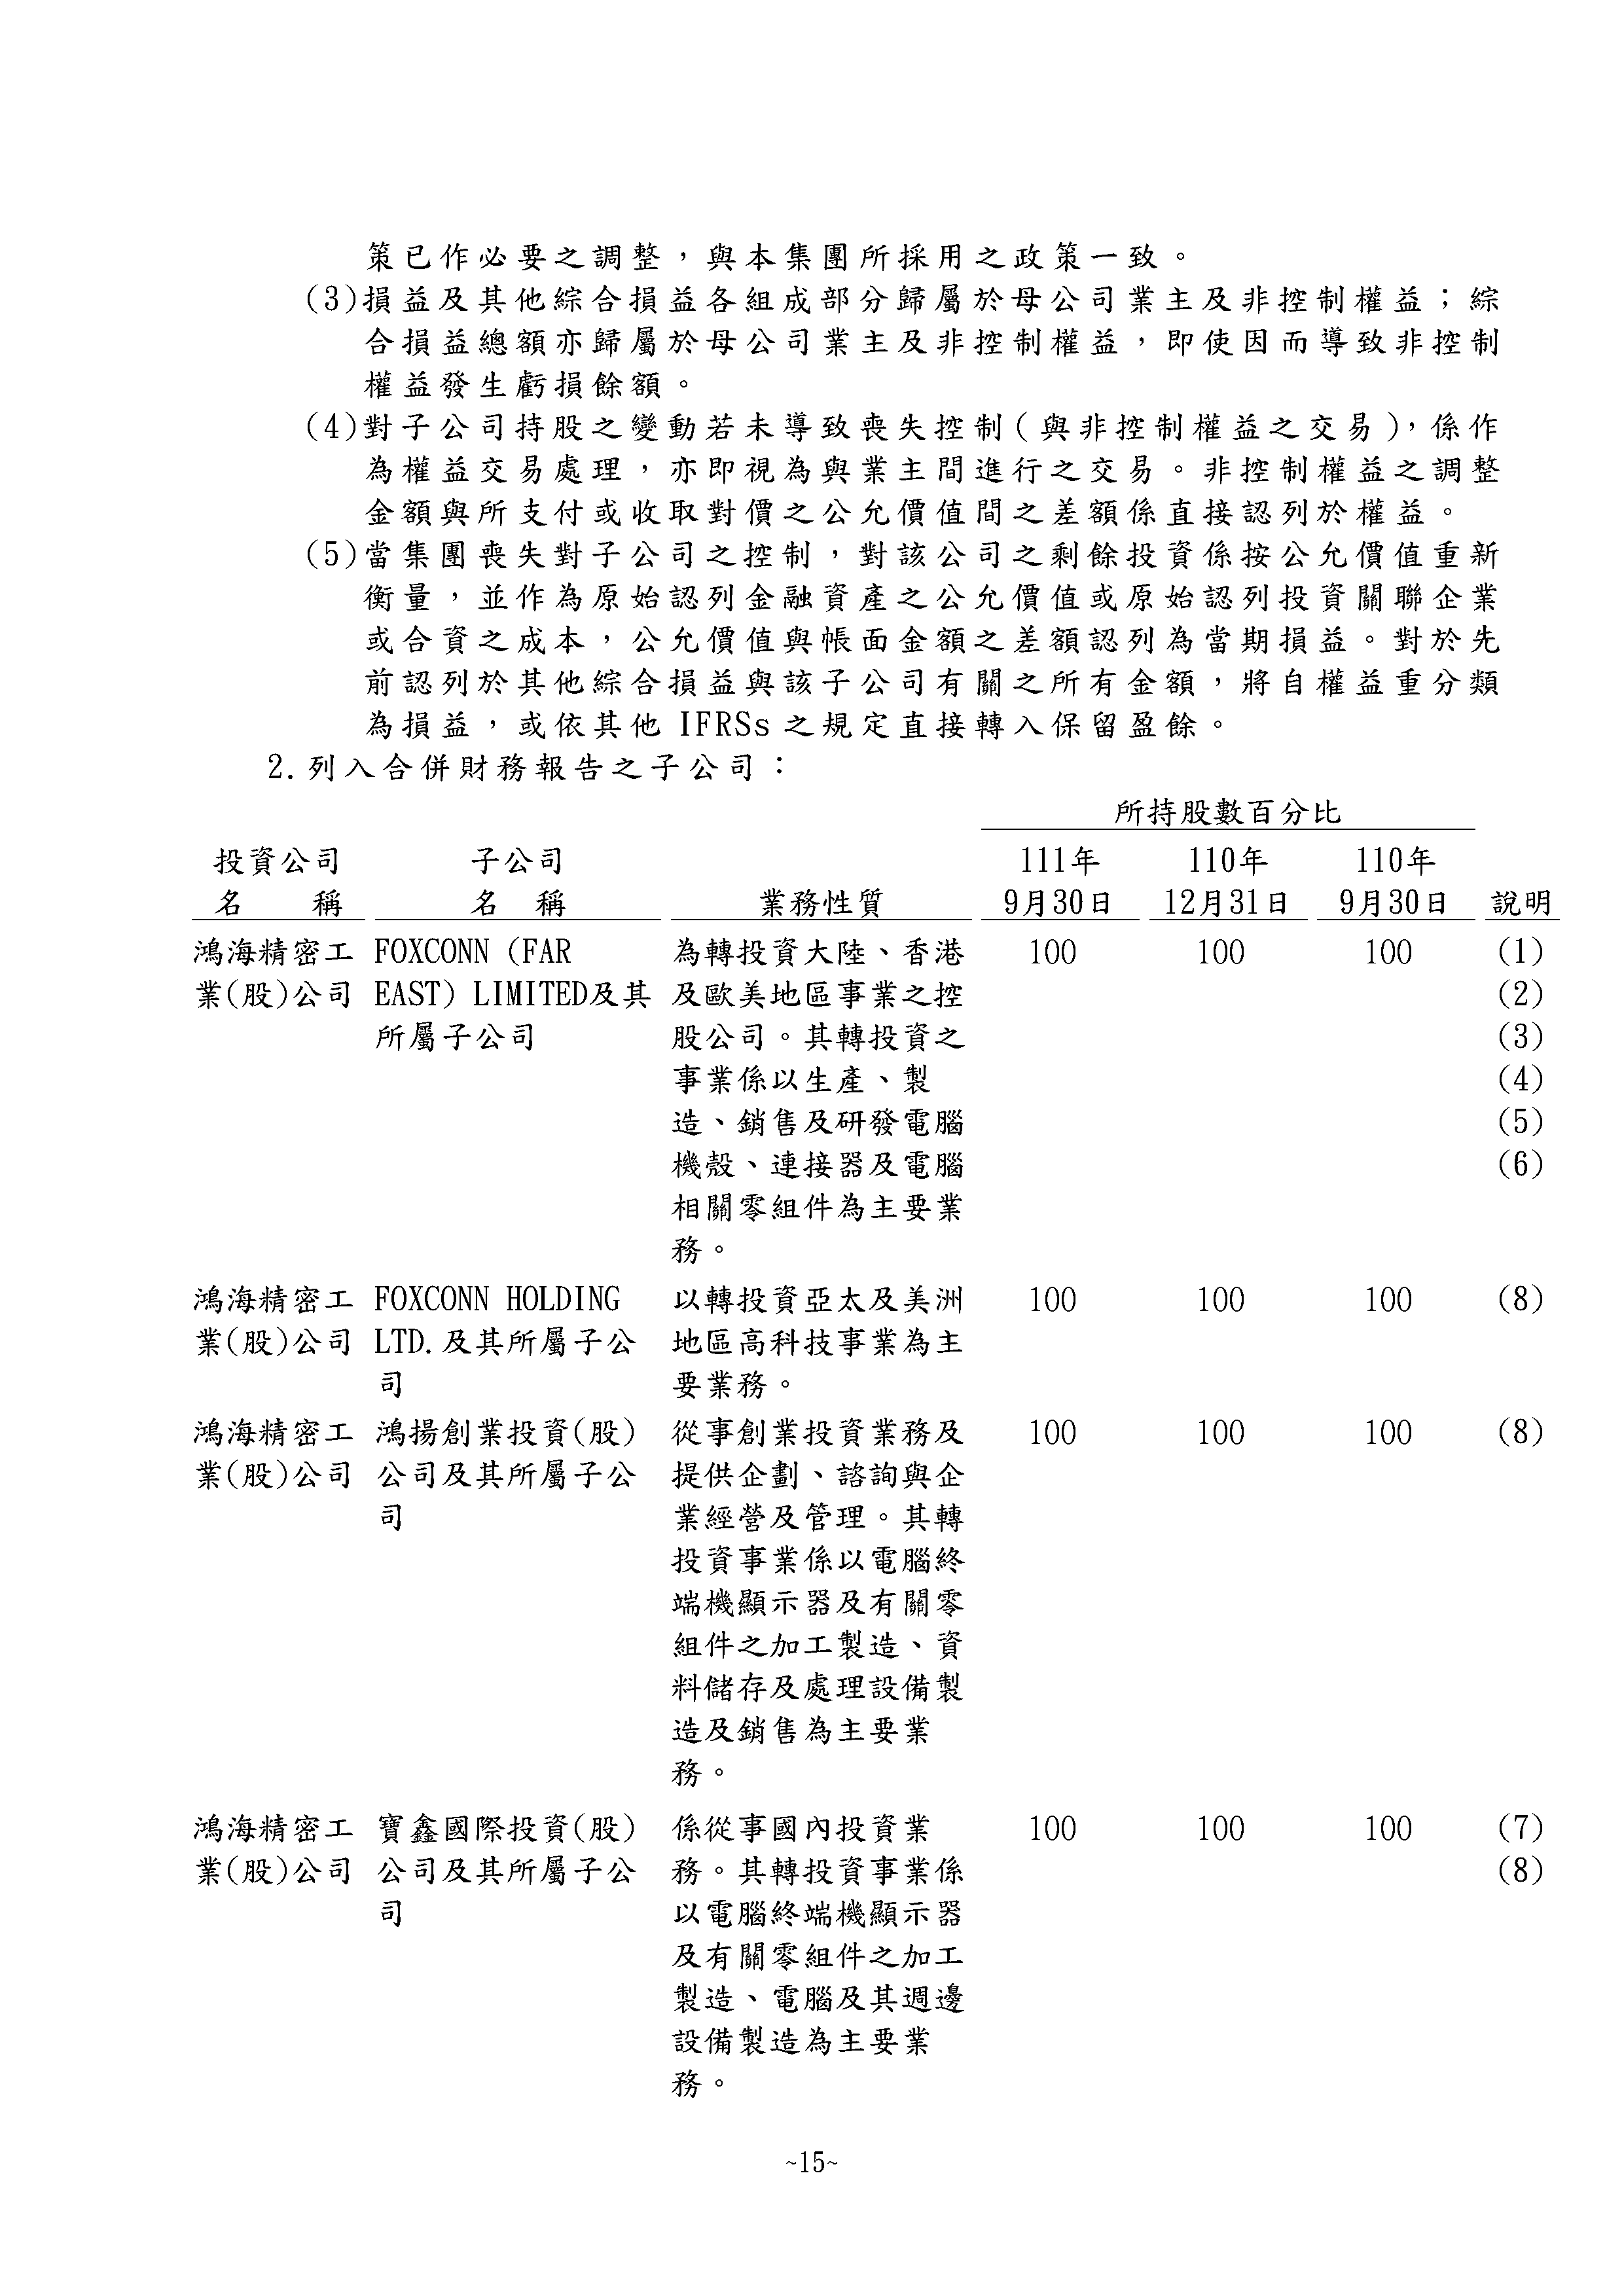 策已作必要之調整，與本集團所採用之政策一致。
(3)損益及其他綜合損益各組成部分歸屬於母公司業主及非控制權益；綜
合損益總額亦歸屬於母公司業主及非控制權益，即使因而導致非控制
權益發生虧損餘額。
(4)對子公司持股之變動若未導致喪失控制(與非控制權益之交易)，係作
為權益交易處理，亦即視為與業主間進行之交易。非控制權益之調整
金額與所支付或收取對價之公允價值間之差額係直接認列於權益。
(5)當集團喪失對子公司之控制，對該公司之剩餘投資係按公允價值重新
衡量，並作為原始認列金融資產之公允價值或原始認列投資關聯企業
或合資之成本，公允價值與帳面金額之差額認列為當期損益。對於先
前認列於其他綜合損益與該子公司有關之所有金額，將自權益重分類
為損益，或依其他 IFRSs 之規定直接轉入保留盈餘。
2.列入合併財務報告之子公司：
所持股數百分比
投資公司 子公司 111年 110年 110年
名 稱 名 稱 業務性質 9月30日 12月31日 9月30日 說明
鴻海精密工 FOXCONN (FAR 為轉投資大陸、香港 100 100 100 (1)
業(股)公司 EAST) LIMITED及其 及歐美地區事業之控 (2)
所屬子公司 股公司。其轉投資之 (3)
事業係以生產、製 (4)
造、銷售及研發電腦 (5)
機殼、連接器及電腦 (6)
相關零組件為主要業
務。
鴻海精密工 FOXCONN HOLDING 以轉投資亞太及美洲 100 100 100 (8)
業(股)公司 LTD.及其所屬子公 地區高科技事業為主
司 要業務。
鴻海精密工 鴻揚創業投資(股) 從事創業投資業務及 100 100 100 (8)
業(股)公司 公司及其所屬子公 提供企劃、諮詢與企
司 業經營及管理。其轉
投資事業係以電腦終
端機顯示器及有關零
組件之加工製造、資
料儲存及處理設備製
造及銷售為主要業
務。
鴻海精密工 寶鑫國際投資(股) 係從事國內投資業 100 100 100 (7)
業(股)公司 公司及其所屬子公 務。其轉投資事業係 (8)
司 以電腦終端機顯示器
及有關零組件之加工
製造、電腦及其週邊
設備製造為主要業
務。
~15~